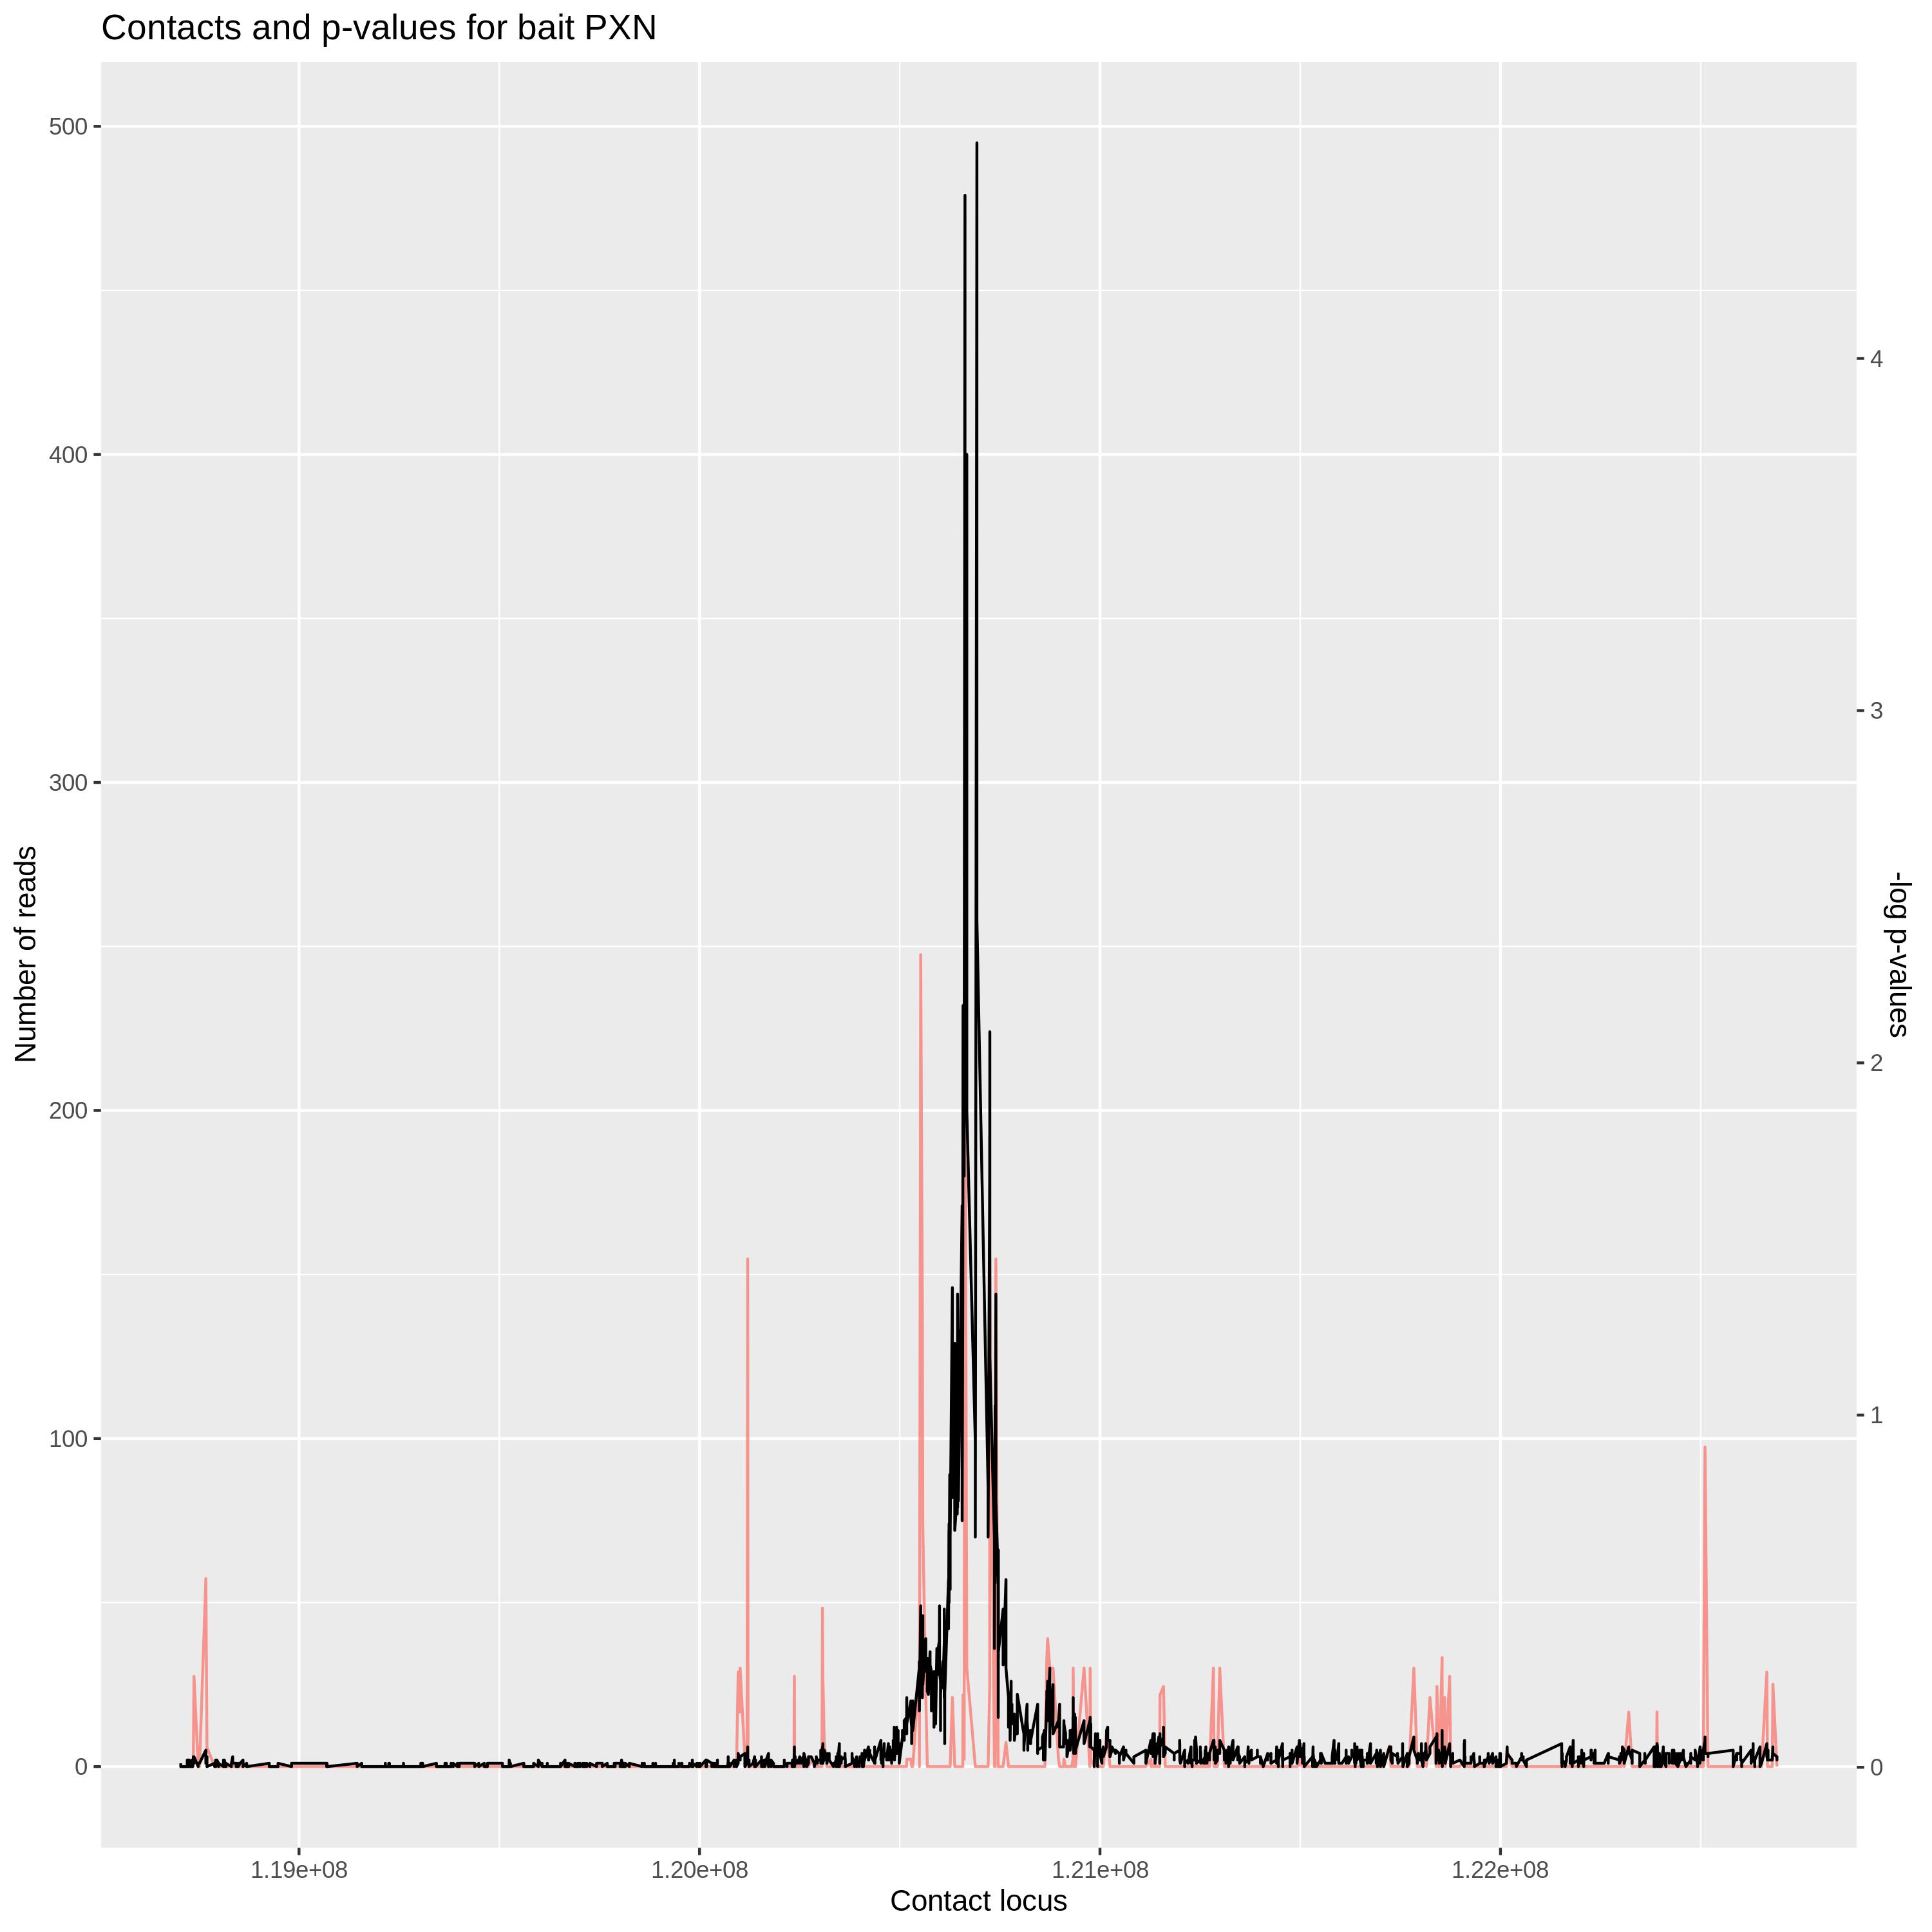 Contacts and p-values for bait PXN
500
400
300
200
100
0
Number of reads
4
3
2
1
0
-log p-values
1.19e+08
1.20e+08
1.21e+08
1.22e+08
Contact locus